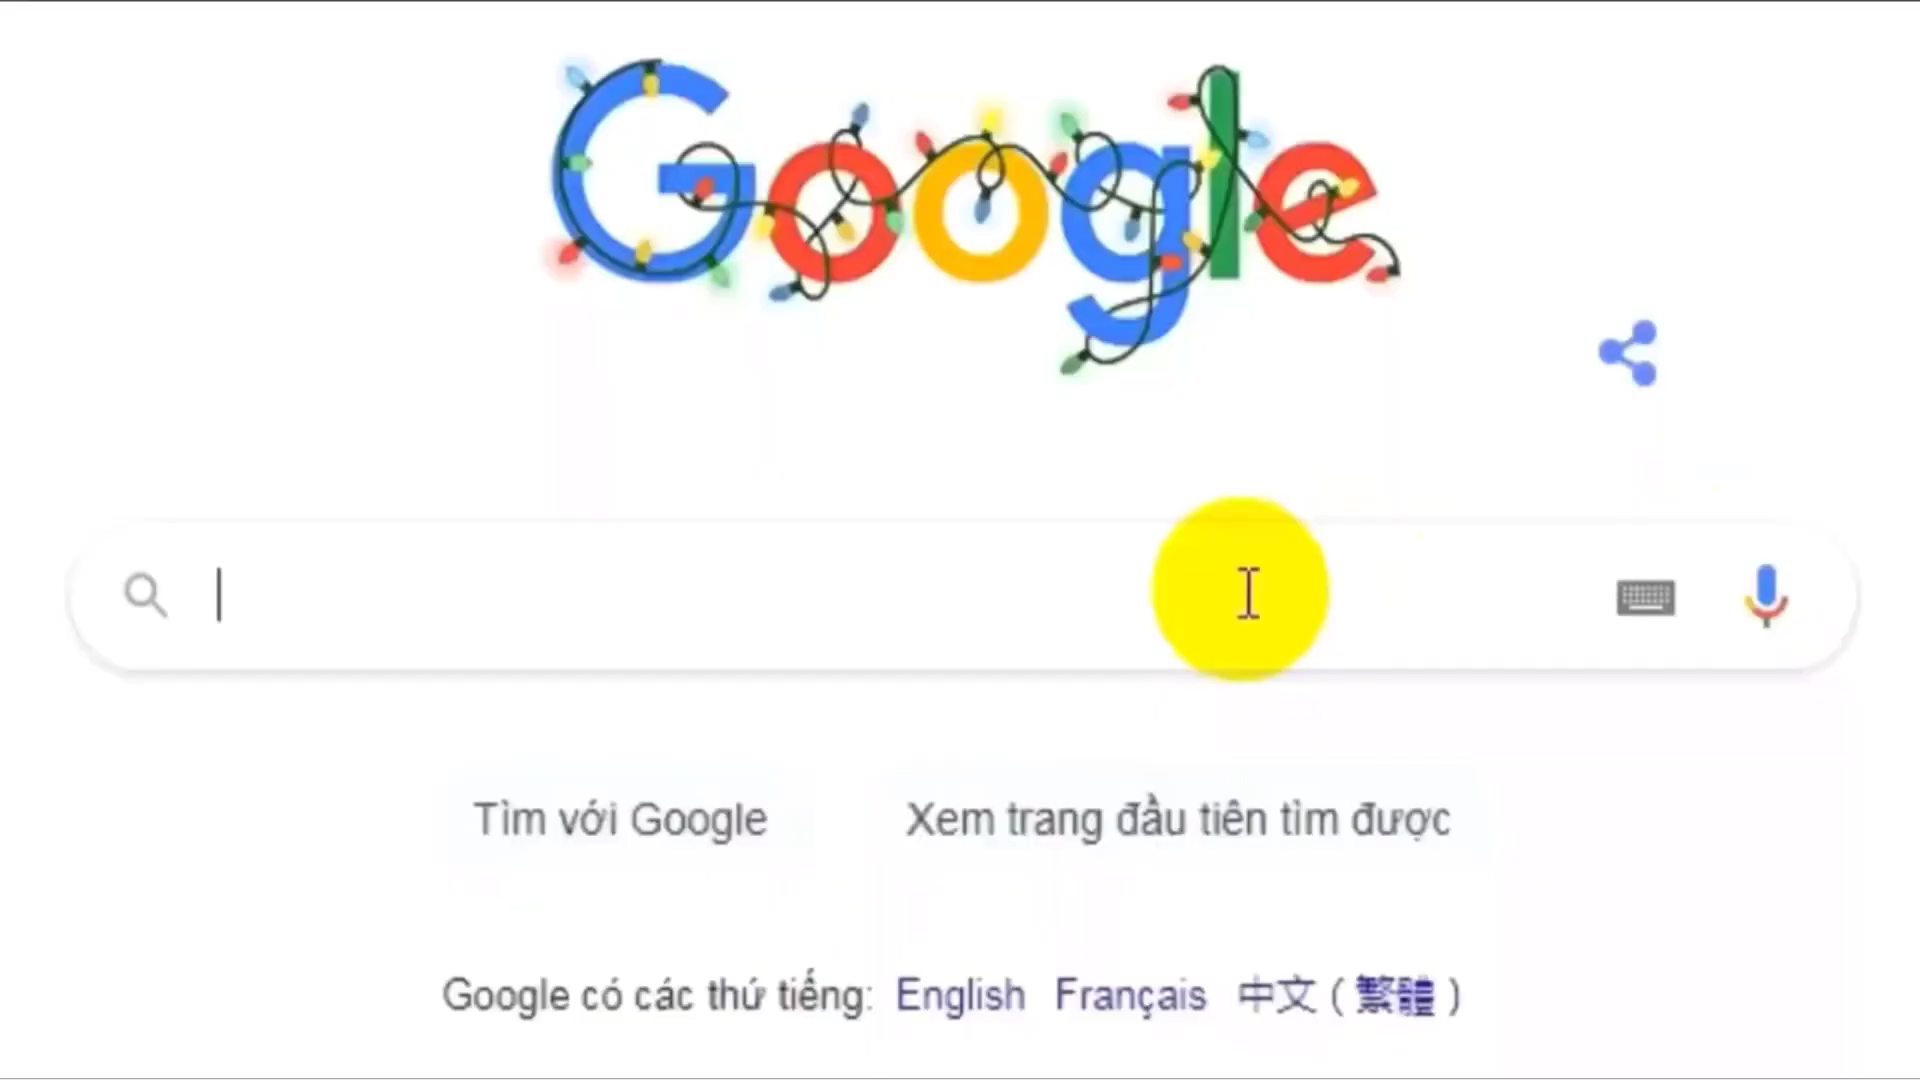 Google
Tìm với Google Xem trang đầu tiên tìm được
Google có các thứ tiếng: English Français 中文 ( 繁體 )